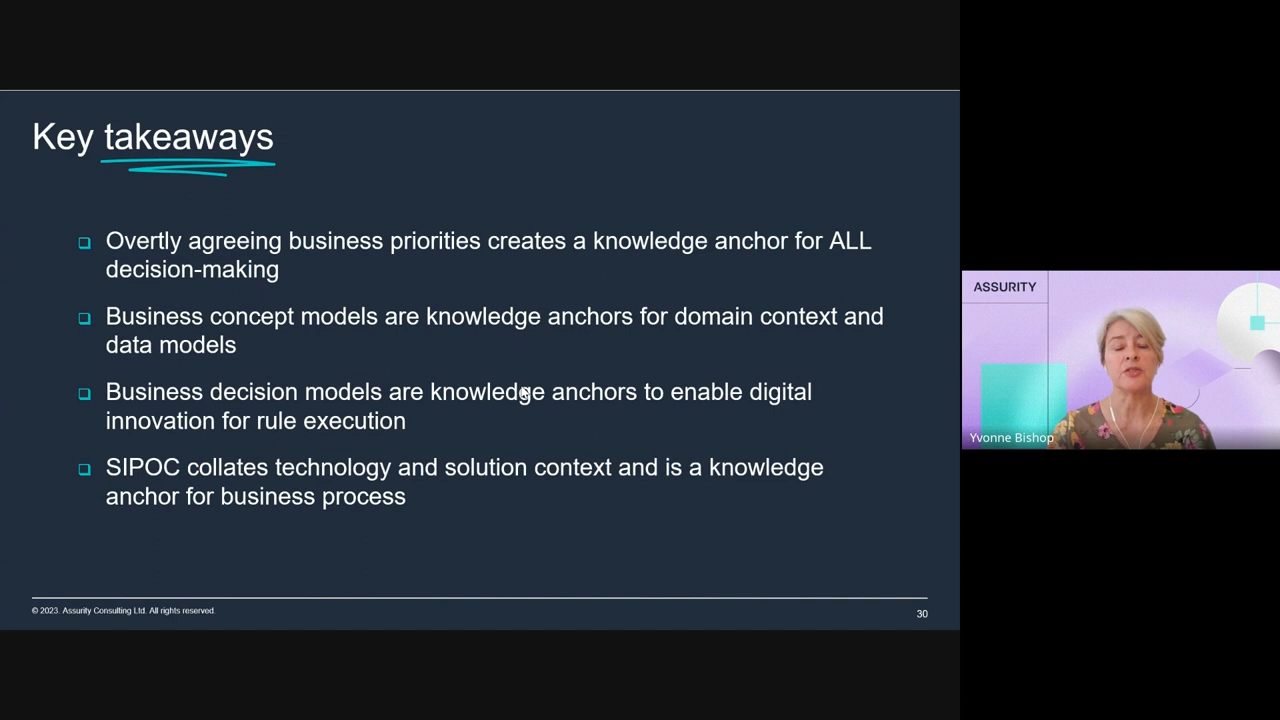 Key takeaways
Overtly agreeing business priorities creates a knowledge anchor for ALL
decision-making
Business concept models are knowledge anchors for domain context and
data models
Business decision models are knowledge anchors to enable digital
innovation for rule execution
SIPOC collates technology and solution context and is a knowledge
anchor for business process
© 2023. Assurity Consulting Ltd. All rights reserved.
30
ASSURITY
Yvonne Bishop